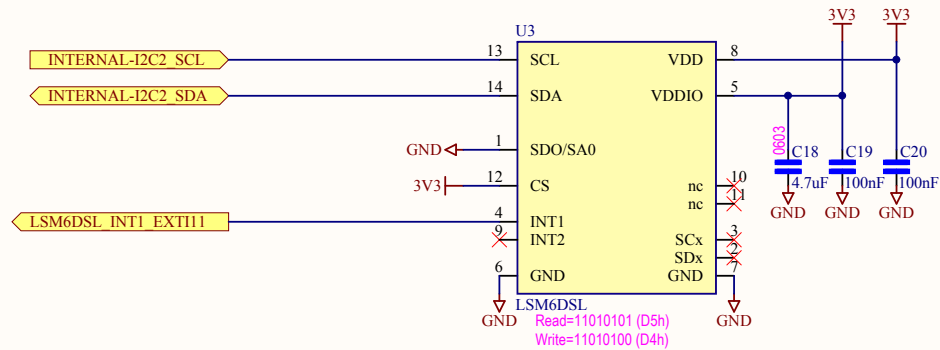 3V3 3V3
U3
INTERNAL-I2C2_SCL 13 SCL VDD 8
INTERNAL-I2C2_SDA 14 SDA VDDIO 5
0603
GND 1 SDO/SA0 C18 C19 C20
3V3 12 CS nc 10 4.7uF 100nF 100nF
nc 11 GND GND GND
LSM6DSL_INT1_EXTI11 4 INT1
9 INT2 SCx 3
SDx 2
6 GND GND 7
LSM6DSL
GND Read=11010101 (D5h) GND
Write=11010100 (D4h)